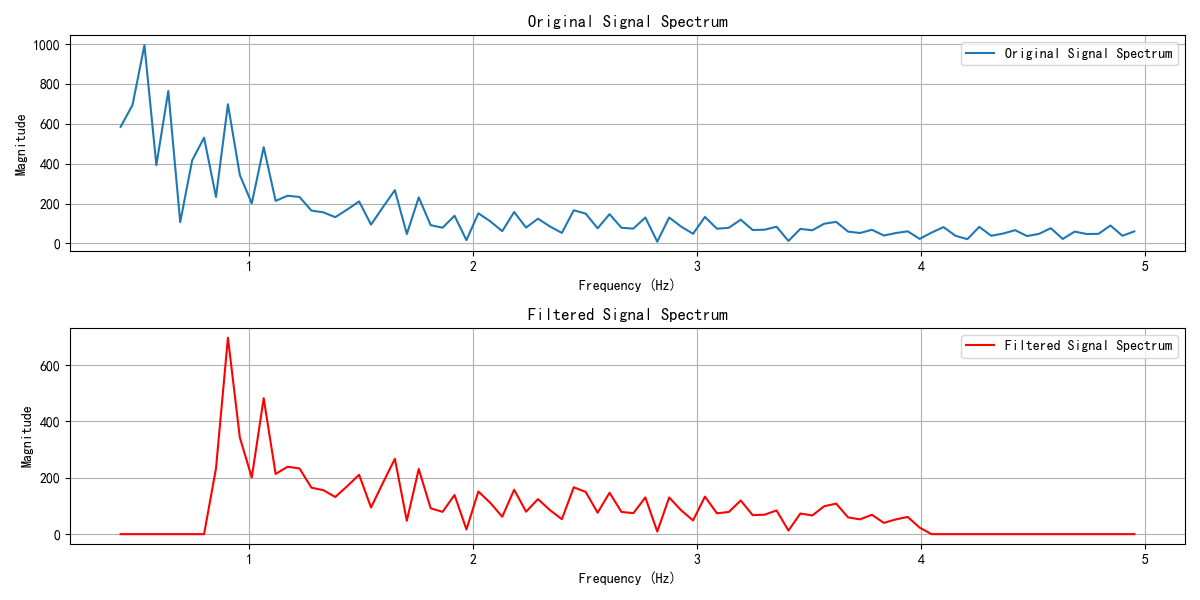 Original Signal Spectrum
Original Signal Spectrum
Magnitude
1000
800
600
400
200
0
1 2 3 4 5
Frequency (Hz)
Filtered Signal Spectrum
Filtered Signal Spectrum
Magnitude
600
400
200
0
1 2 3 4 5
Frequency (Hz)